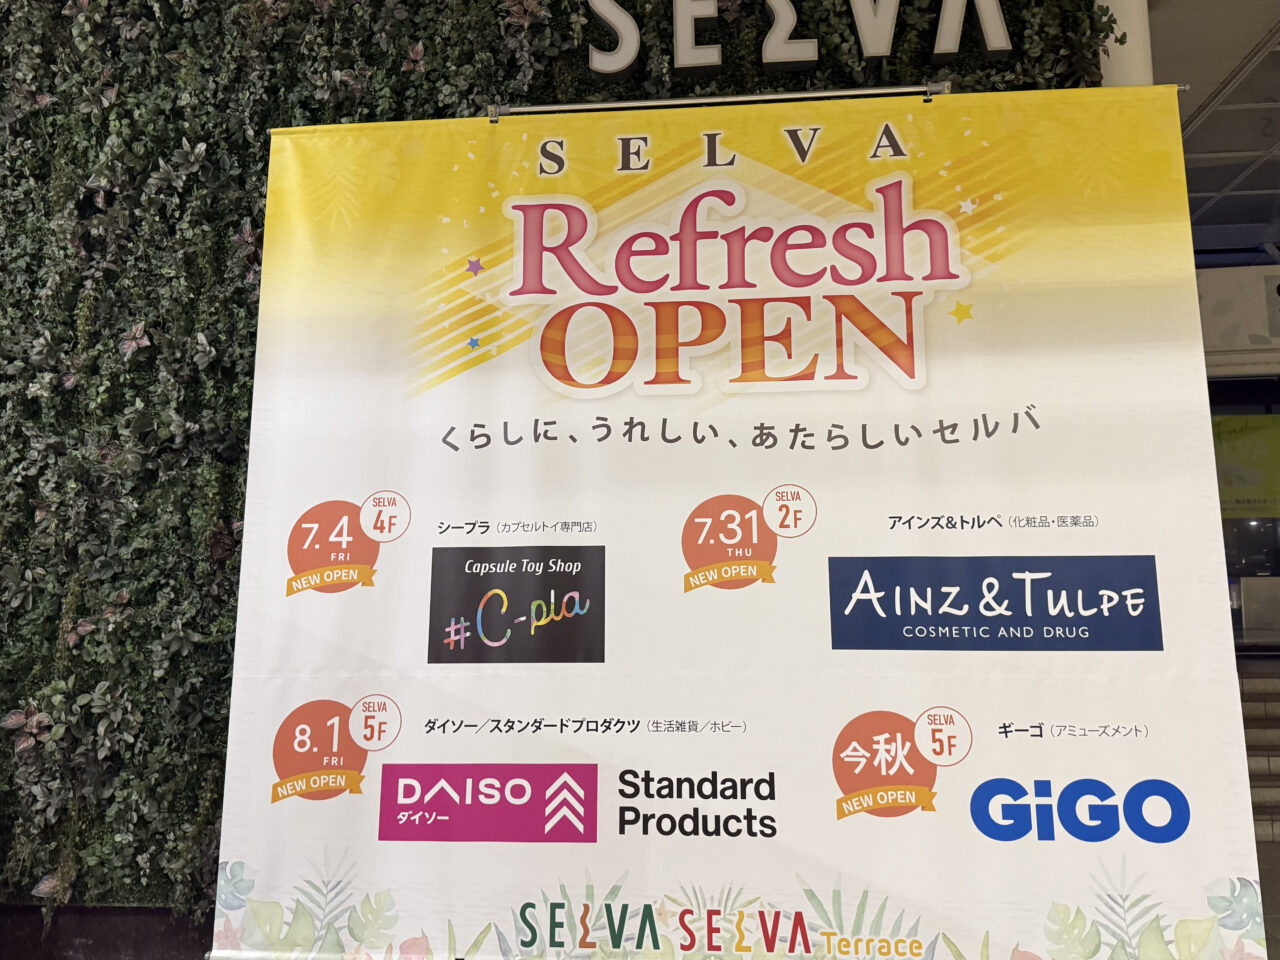 SELVA
SELVA
Refresh
OPEN
くらしに、うれしい、あたらしいセルバ
7.4
FRI
NEW OPEN
SELVA
4F
シープラ（カプセルトイ専門店）
Capsule Toy Shop
#C-pla
7.31
THU
NEW OPEN
SELVA
2F
アインズ&トルペ（化粧品・医薬品）
AINZ & TULPE
COSMETIC AND DRUG
8.1
FRI
NEW OPEN
SELVA
5F
ダイソー／スタンダードプロダクツ（生活雑貨／ホビー）
DAISO
ダイソー
Standard
Products
今秋
NEW OPEN
SELVA
5F
ギーゴ（アミューズメント）
GiGO
SELVA SELVA Terrace